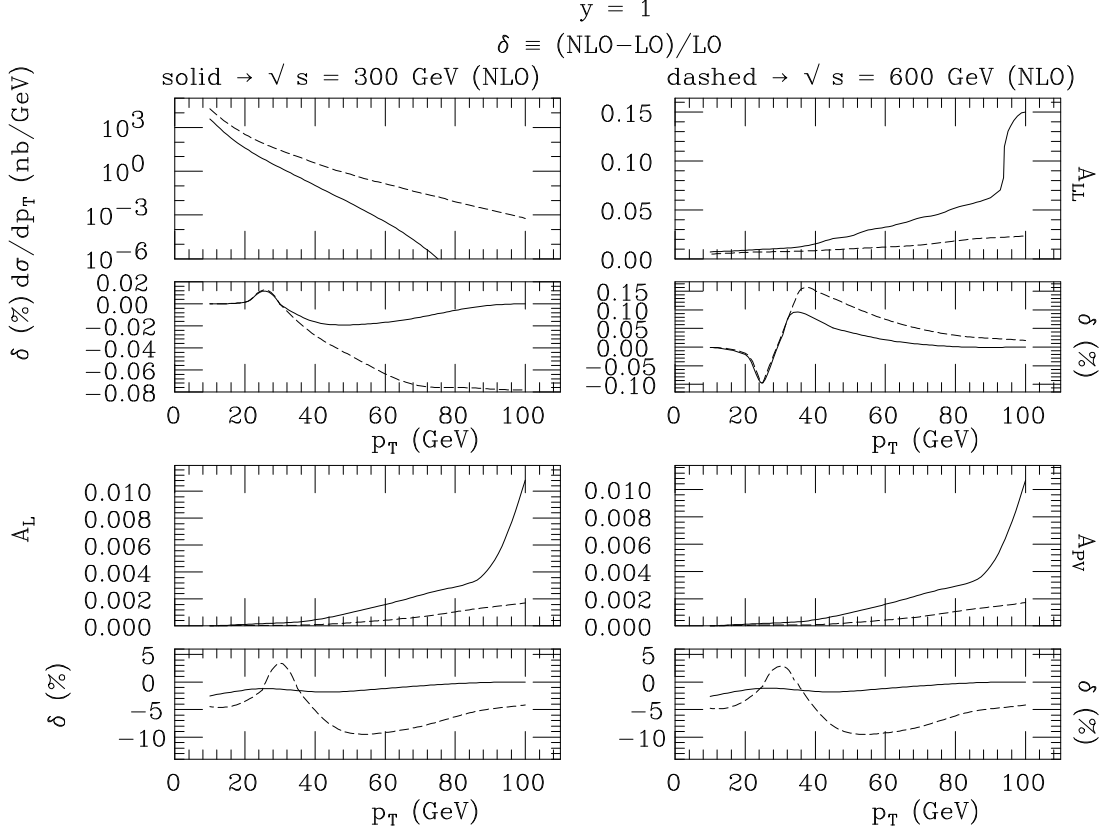 y = 1
δ ≡ (NLO−LO)/LO
solid → √ s = 300 GeV (NLO)
dashed → √ s = 600 GeV (NLO)
dσ/dp_T (nb/GeV)
10^3
10^0
10^−3
10^−6
0.15
0.10
0.05
0.00
A_LL
δ (%)
0.02
0.00
−0.02
−0.04
−0.06
−0.08
0 20 40 60 80 100
p_T (GeV)
0.15
0.10
0.05
0.00
−0.05
−0.10
δ (%)
0 20 40 60 80 100
p_T (GeV)
A_L
0.010
0.008
0.006
0.004
0.002
0.000
0.010
0.008
0.006
0.004
0.002
0.000
A_PV
δ (%)
5
0
−5
−10
0 20 40 60 80 100
p_T (GeV)
5
0
−5
−10
δ (%)
0 20 40 60 80 100
p_T (GeV)